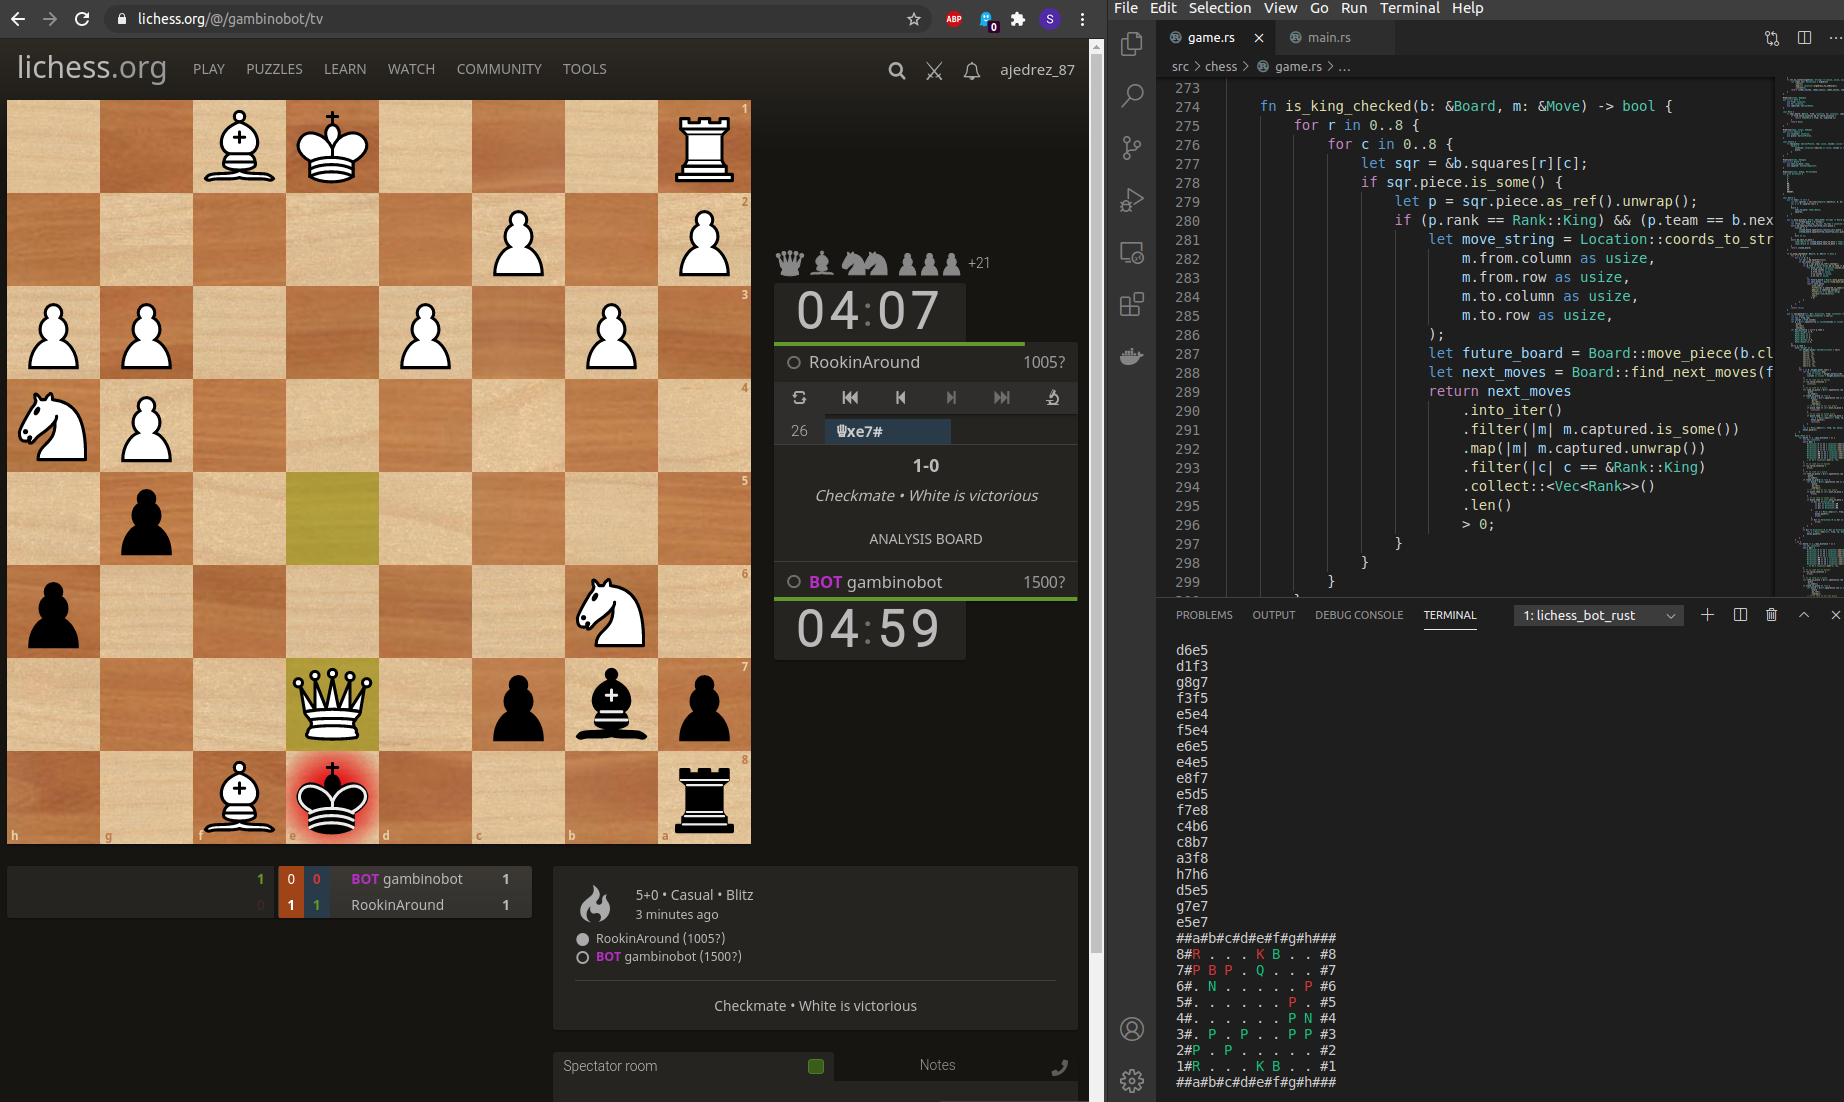 lichess.org/@/gambinobot/tv
ABP
0
S
lichess.org
PLAY PUZZLES LEARN WATCH COMMUNITY TOOLS
ajedrez_87
1
2
3
4
5
6
7
8
h g f e d c b a
+21
04:07
RookinAround 1005?
26 ♕xe7#
1-0
Checkmate • White is victorious
ANALYSIS BOARD
BOT gambinobot 1500?
04:59
1 0 0 BOT gambinobot 1
0 1 1 RookinAround 1
5+0 • Casual • Blitz
3 minutes ago
RookinAround (1005?)
BOT gambinobot (1500?)
Checkmate • White is victorious
Spectator room
Notes
File Edit Selection View Go Run Terminal Help
game.rs main.rs
src > chess > game.rs > ...
273
274 fn is_king_checked(b: &Board, m: &Move) -> bool {
275 for r in 0..8 {
276 for c in 0..8 {
277 let sqr = &b.squares[r][c];
278 if sqr.piece.is_some() {
279 let p = sqr.piece.as_ref().unwrap();
280 if (p.rank == Rank::King) && (p.team == b.nex
281 let move_string = Location::coords_to_str
282 m.from.column as usize,
283 m.from.row as usize,
284 m.to.column as usize,
285 m.to.row as usize,
286 );
287 let future_board = Board::move_piece(b.cl
288 let next_moves = Board::find_next_moves(f
289 return next_moves
290 .into_iter()
291 .filter(|m| m.captured.is_some())
292 .map(|m| m.captured.unwrap())
293 .filter(|c| c == &Rank::King)
294 .collect::<Vec<Rank>>()
295 .len()
296 > 0;
297 }
298 }
299 }
PROBLEMS OUTPUT DEBUG CONSOLE TERMINAL 1: lichess_bot_rust
d6e5
d1f3
g8g7
f3f5
e5e4
f5e4
e6e5
e4e5
e8f7
e5d5
f7e8
c4b6
c8b7
a3f8
h7h6
d5e5
g7e7
e5e7
##a#b#c#d#e#f#g#h###
8#R . . . K B . . #8
7#P B P . Q . . . #7
6#. N . . . . . P #6
5#. . . . . . P . #5
4#. . . . . . P N #4
3#. P . P . . P P #3
2#P . P . . . . . #2
1#R . . . K B . . #1
##a#b#c#d#e#f#g#h###